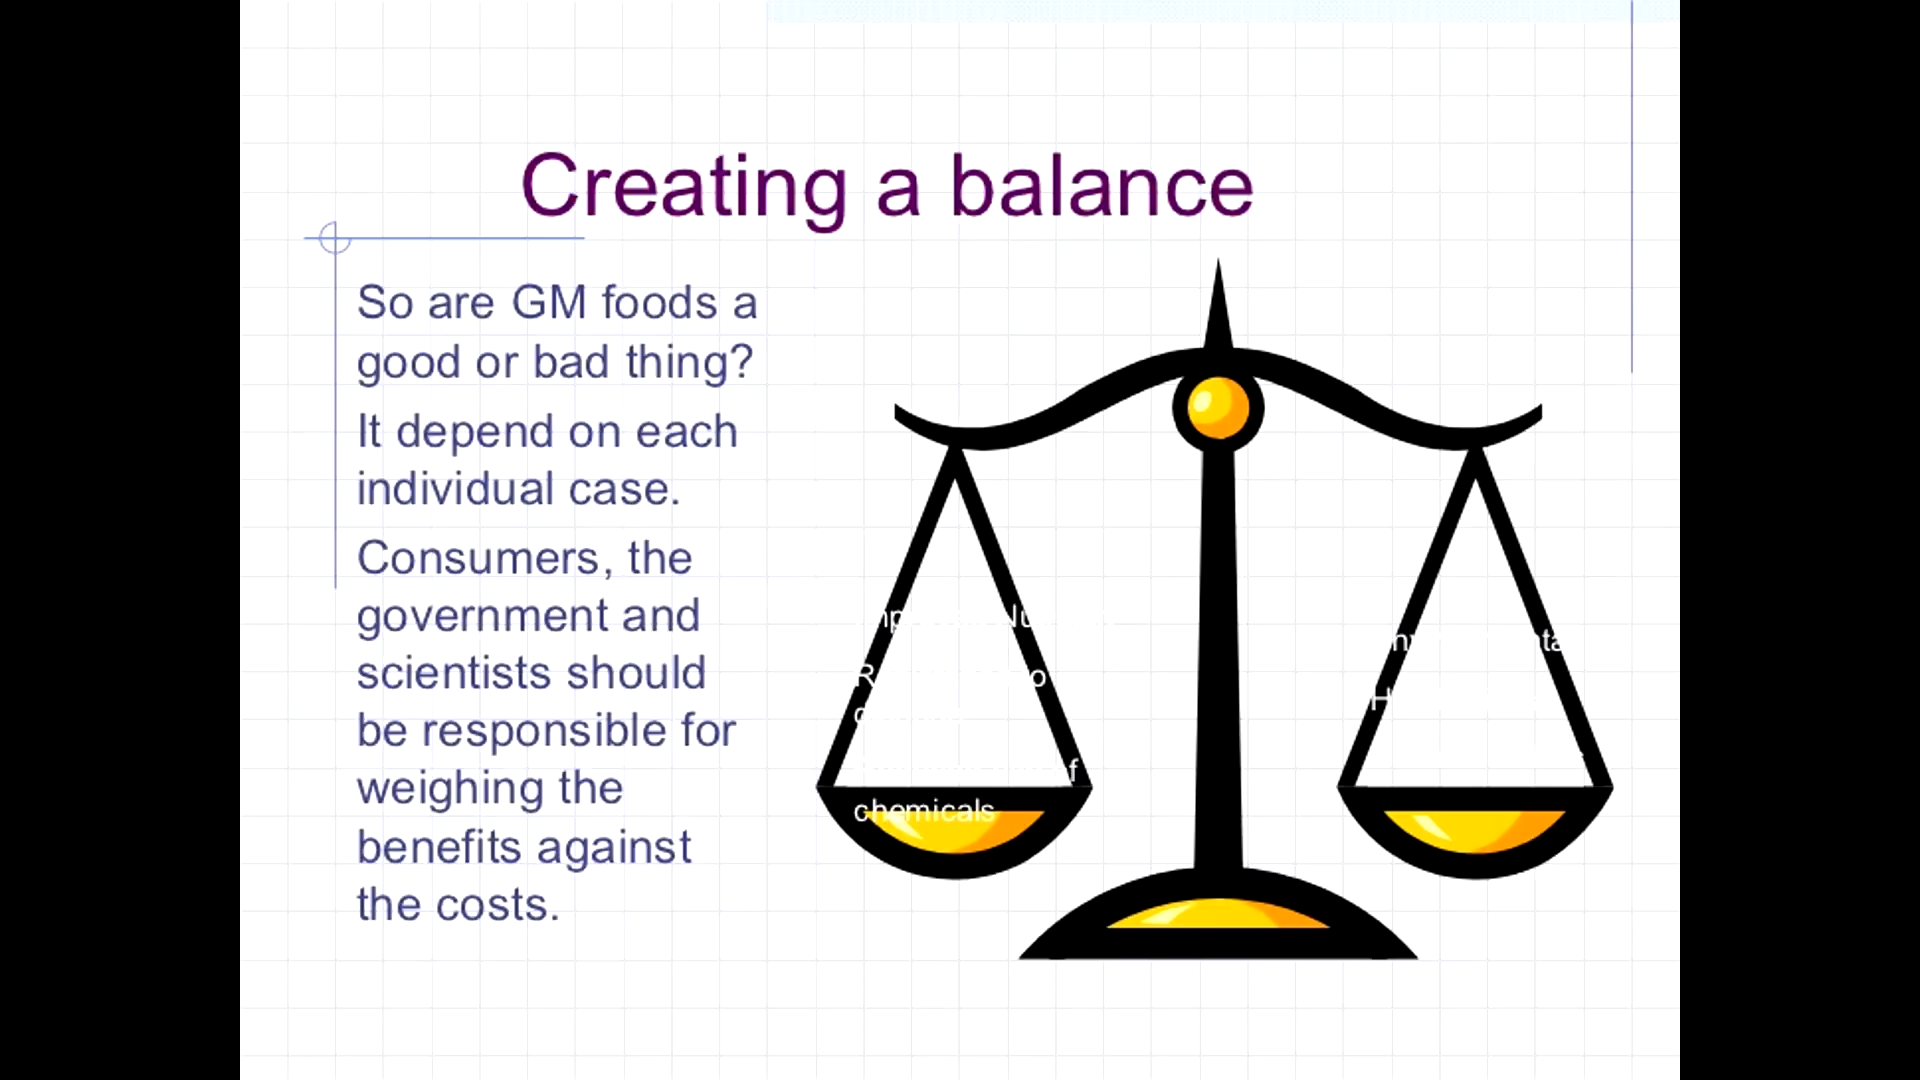 Creating a balance
So are GM foods a
good or bad thing?
It depend on each
individual case.
Consumers, the
government and
scientists should
be responsible for
weighing the
benefits against
the costs.
chemicals